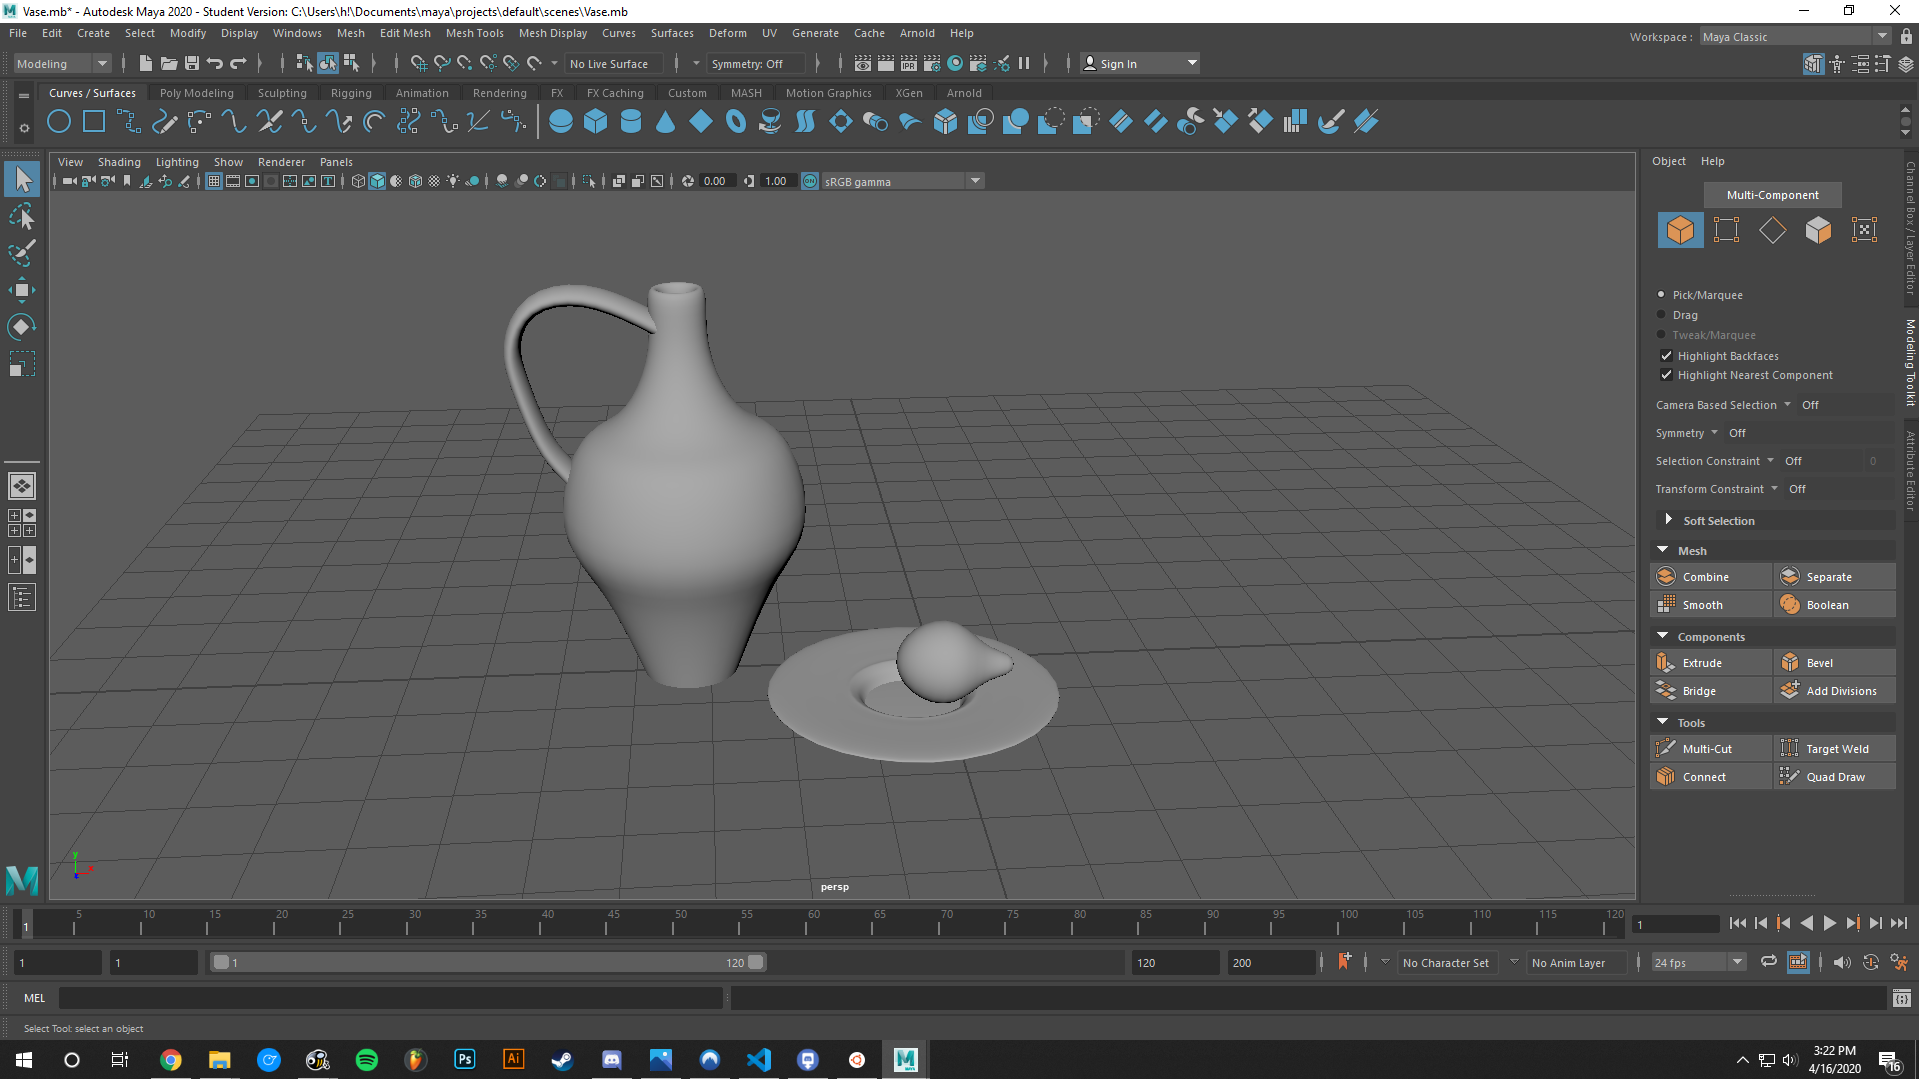 Vase.mb* - Autodesk Maya 2020 - Student Version: C:\Users\h!\Documents\maya\projects\default\scenes\Vase.mb
File Edit Create Select Modify Display Windows Mesh Edit Mesh Mesh Tools Mesh Display Curves Surfaces Deform UV Generate Cache Arnold Help
Workspace : Maya Classic
Modeling No Live Surface Symmetry: Off IPR Sign In
Curves / Surfaces Poly Modeling Sculpting Rigging Animation Rendering FX FX Caching Custom MASH Motion Graphics XGen Arnold
View Shading Lighting Show Renderer Panels
0.00 1.00 ON sRGB gamma
Object Help
Multi-Component
Pick/Marquee
Drag
Tweak/Marquee
Highlight Backfaces
Highlight Nearest Component
Camera Based Selection Off
Symmetry Off
Selection Constraint Off 0
Transform Constraint Off
Soft Selection
Mesh
Combine Separate
Smooth Boolean
Components
Extrude Bevel
Bridge Add Divisions
Tools
Multi-Cut Target Weld
Connect Quad Draw
Channel Box / Layer Editor
Modeling Toolkit
Attribute Editor
y
x
z
persp
1 5 10 15 20 25 30 35 40 45 50 55 60 65 70 75 80 85 90 95 100 105 110 115 120
1
1 1 1 120 120 200 No Character Set No Anim Layer 24 fps
MEL
Select Tool: select an object
Ps Ai M
3:22 PM
4/16/2020
16